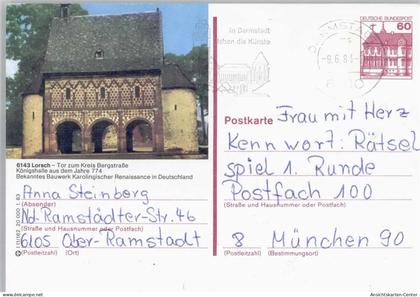 6143 Lorsch – Tor zum Kreis Bergstraße
Königshalle aus dem Jahre 774
Bekanntes Bauwerk Karolingischer Renaissance in Deutschland
Anna Steinberg
(Absender)
Nd-Ramstädter-Str. 46
(Straße und Hausnummer oder Postfach)
6105 Ober-Ramstadt
(Postleitzahl) (Ort)
In Darmstadt
leben die Künste
DEUTSCHE BUNDESPOST
60
Postkarte
Frau mit Herz
Kennwort: Rätsel
spiel 1. Runde
Postfach 100
(Straße und Hausnummer oder Postfach)
8 München 90
(Postleitzahl) (Bestimmungsort)
Ansichtskarten-Center